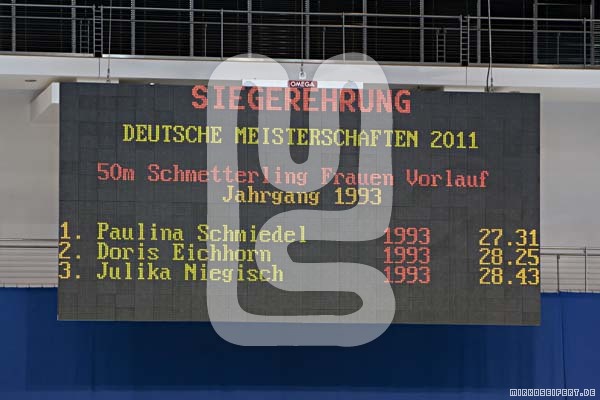 OMEGA
SIEGEREHRUNG
DEUTSCHE MEISTERSCHAFTEN 2011
50m Schmetterling Frauen Vorlauf
Jahrgang 1993
1. Paulina Schmiedel 1993 27.31
2. Doris Eichhorn 1993 28.25
3. Julika Niegisch 1993 28.43
MIRKOSEIFERT.DE